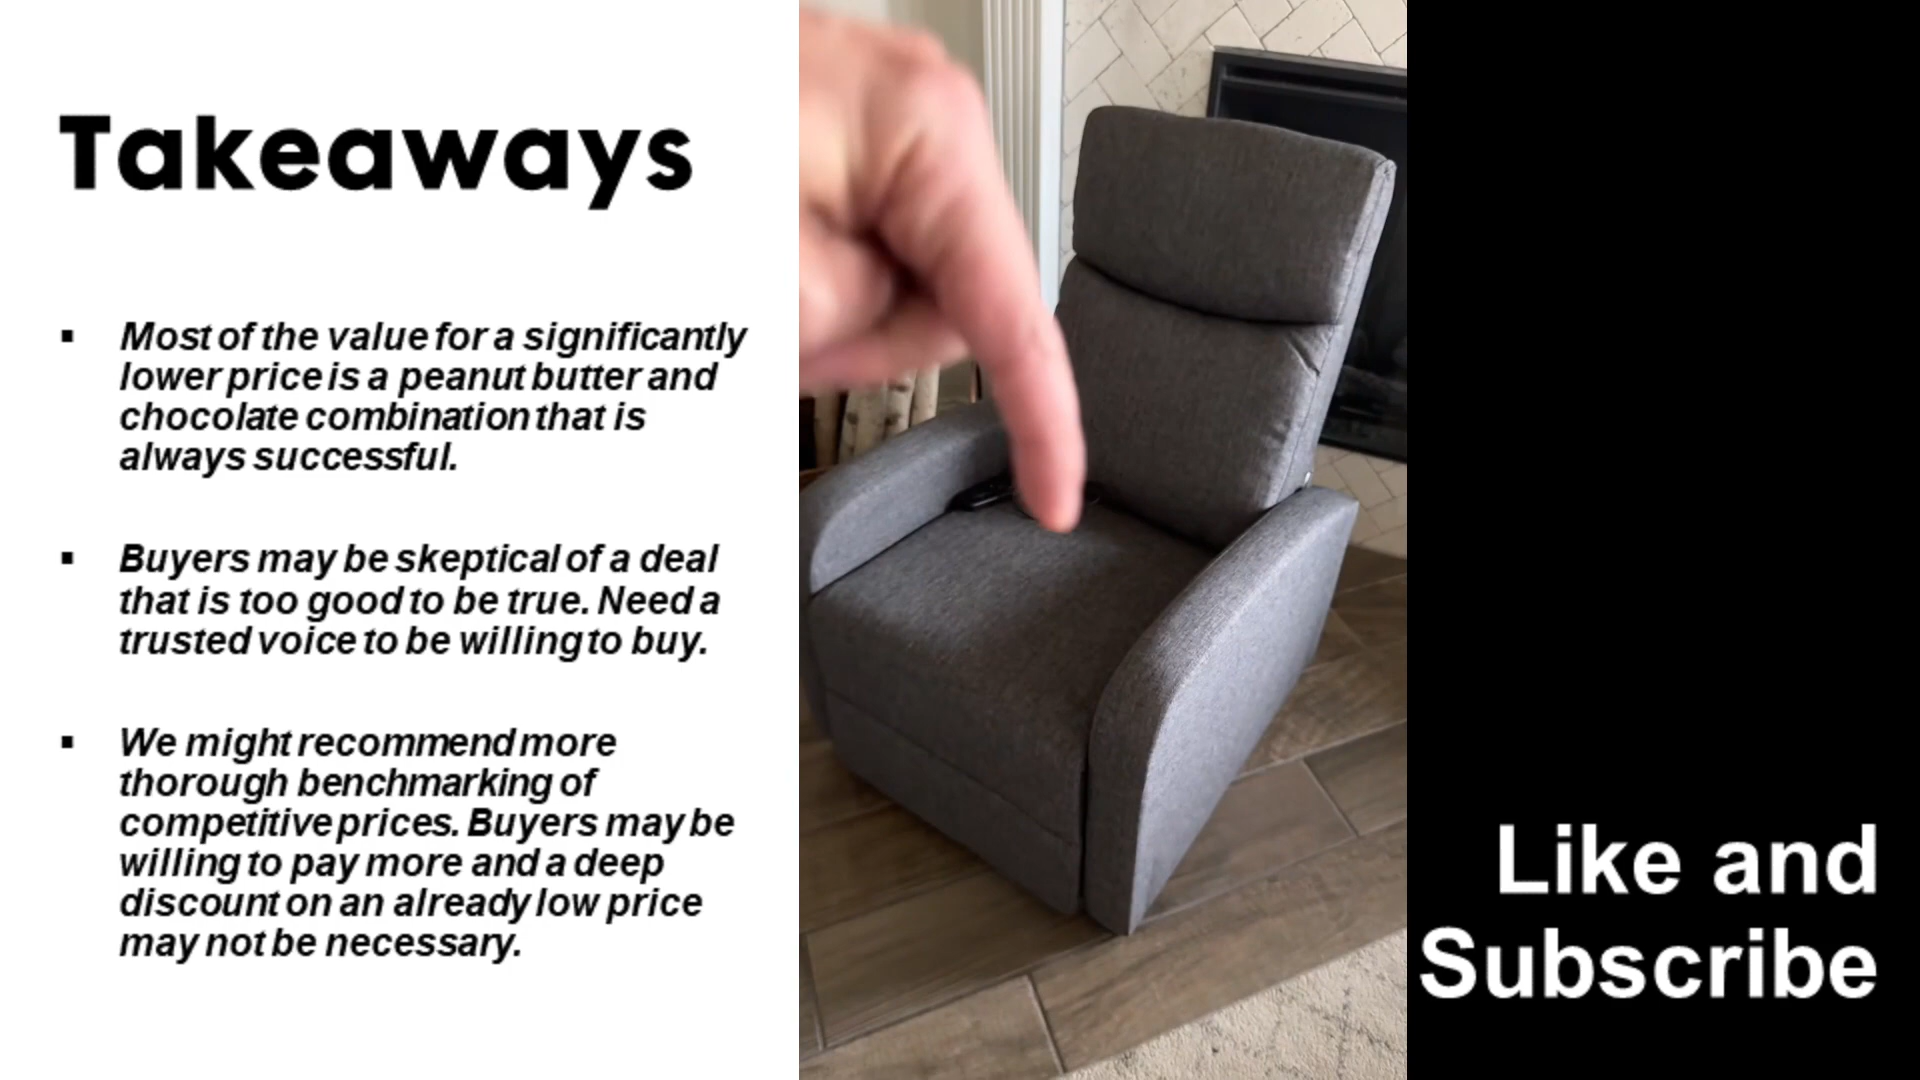 Takeaways
▪ Most of the value for a significantly
lower price is a peanut butter and
chocolate combination that is
always successful.
▪ Buyers may be skeptical of a deal
that is too good to be true. Need a
trusted voice to be willing to buy.
▪ We might recommend more
thorough benchmarking of
competitive prices. Buyers may be
willing to pay more and a deep
discount on an already low price
may not be necessary.
Like and
Subscribe